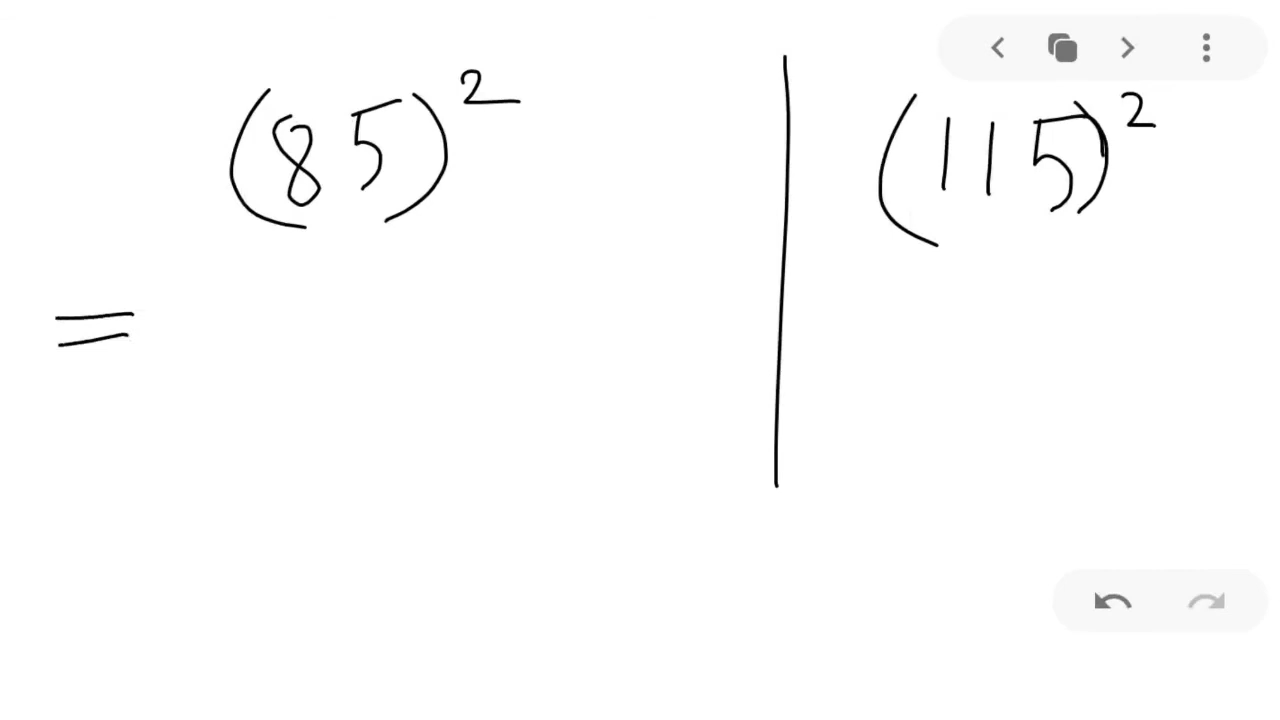 (85)² | (115)²
=